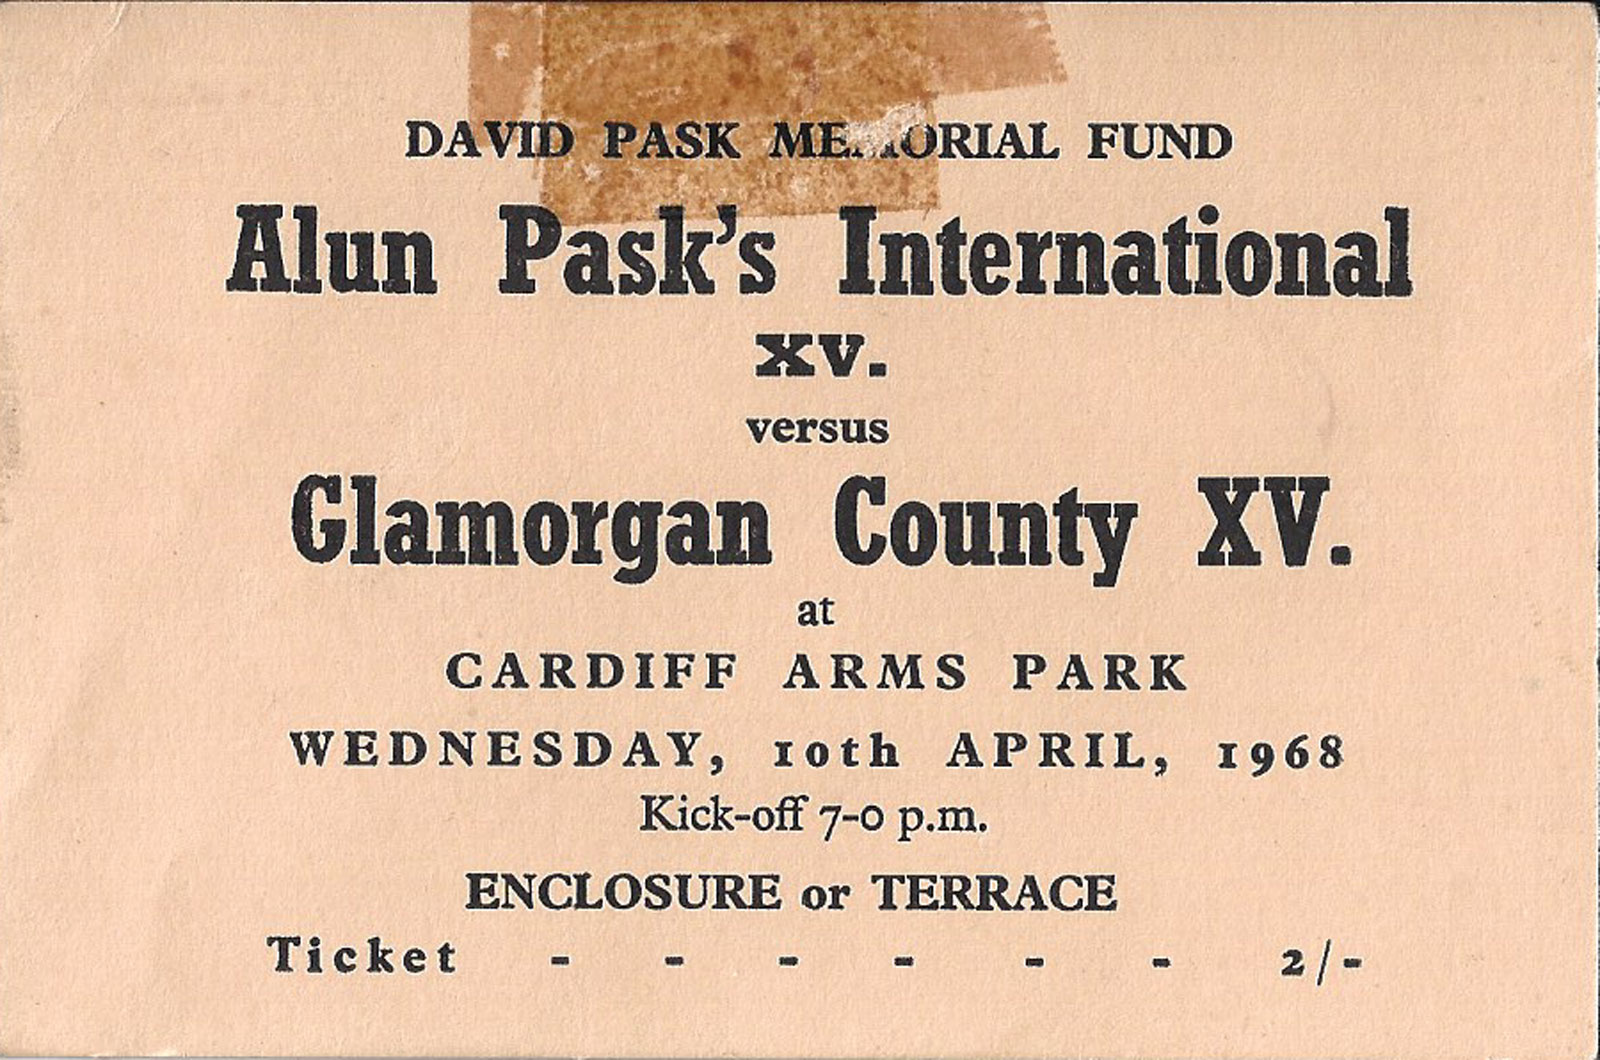 DAVID PASK MEMORIAL FUND
Alun Pask's International
XV.
versus
Glamorgan County XV.
at
CARDIFF ARMS PARK
WEDNESDAY, 10th APRIL, 1968
Kick-off 7-0 p.m.
ENCLOSURE or TERRACE
Ticket - - - - - - 2/-